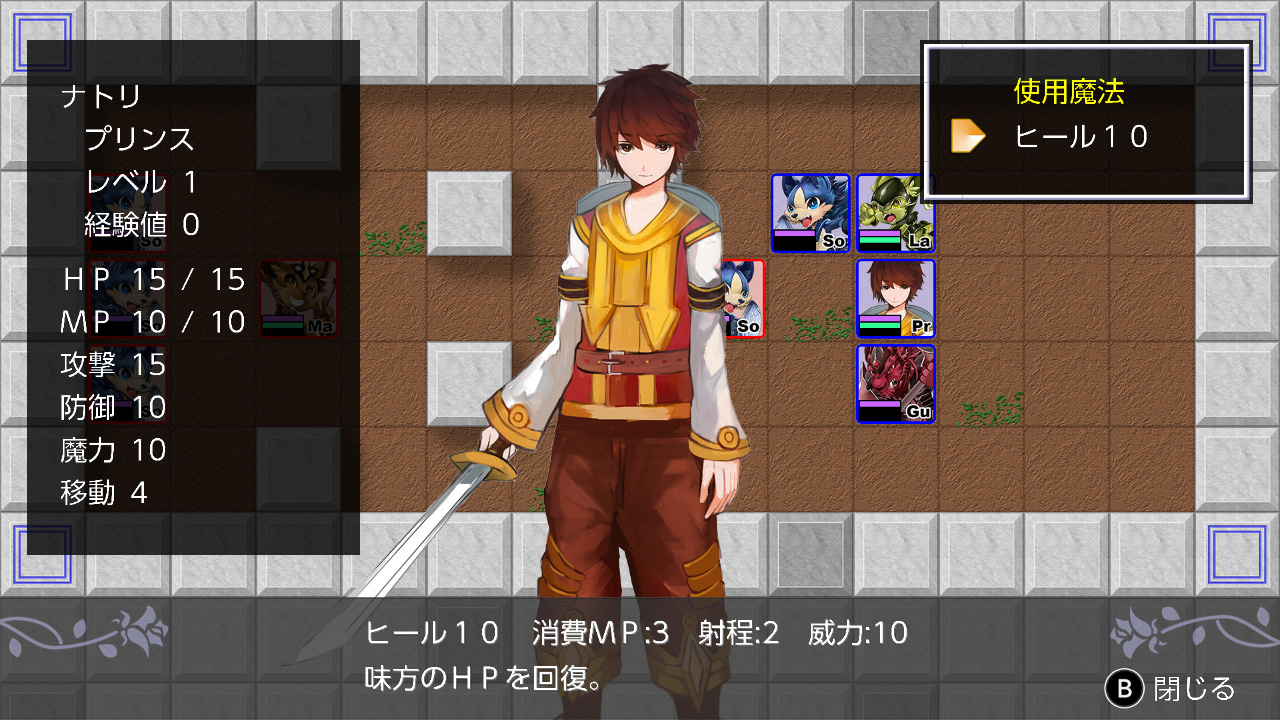 ナトリ
プリンス
レベル 1
経験値 0
ＨＰ 15 / 15
ＭＰ 10 / 10
攻撃 15
防御 10
魔力 10
移動 4
使用魔法
ヒール１０
So
La
So
Ma
So
Pr
Gu
ヒール１０ 消費ＭＰ:3 射程:2 威力:10
味方のＨＰを回復。
B 閉じる